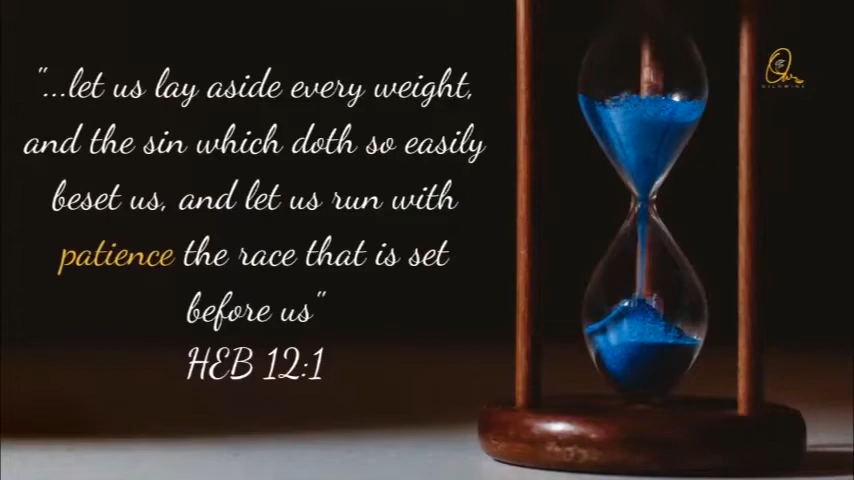 "...let us lay aside every weight,
and the sin which doth so easily
beset us, and let us run with
patience the race that is set
before us"
HEB 12:1